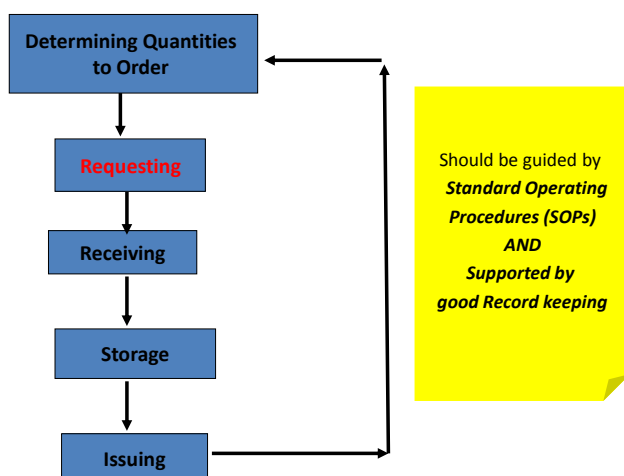 Determining Quantities
to Order
Requesting
Receiving
Storage
Issuing
Should be guided by
Standard Operating
Procedures (SOPs)
AND
Supported by
good Record keeping